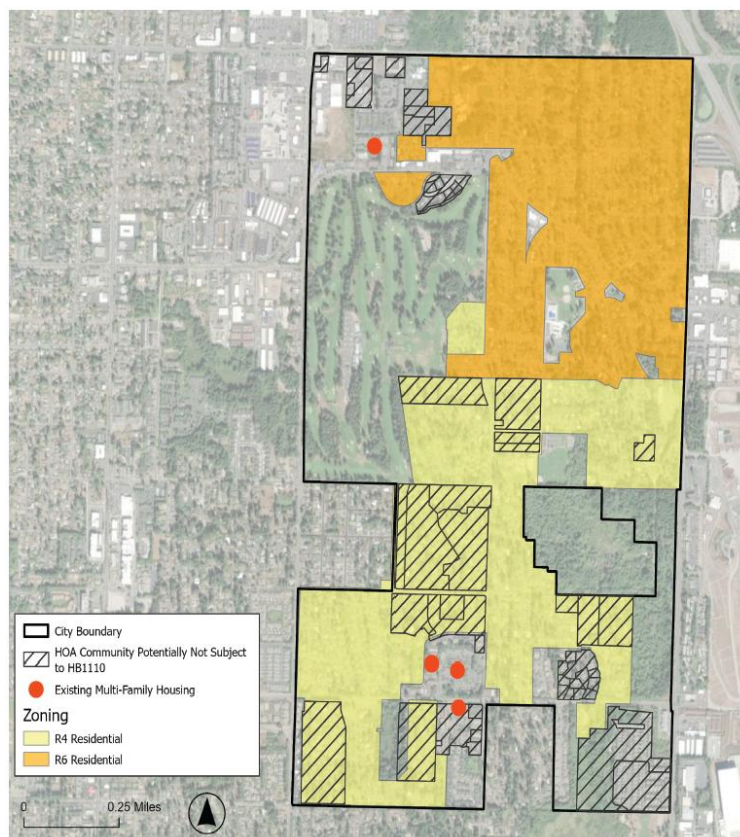 City Boundary
HOA Community Potentially Not Subject
to HB1110
Existing Multi-Family Housing
Zoning
R4 Residential
R6 Residential
0 0.25 Miles